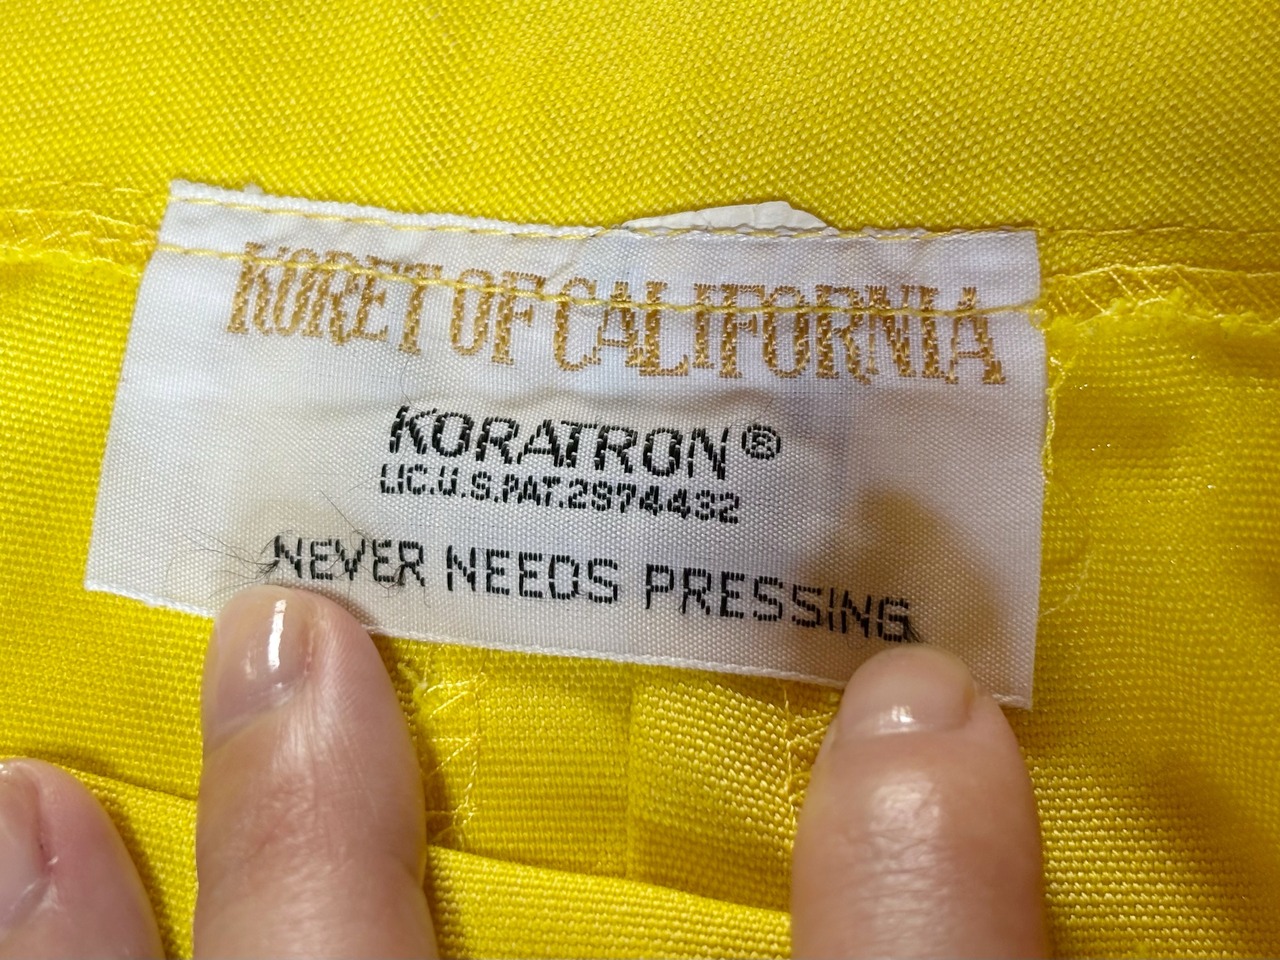 KORET OF CALIFORNIA
KORATRON®
LIC.U.S.PAT.2974432
NEVER NEEDS PRESSING